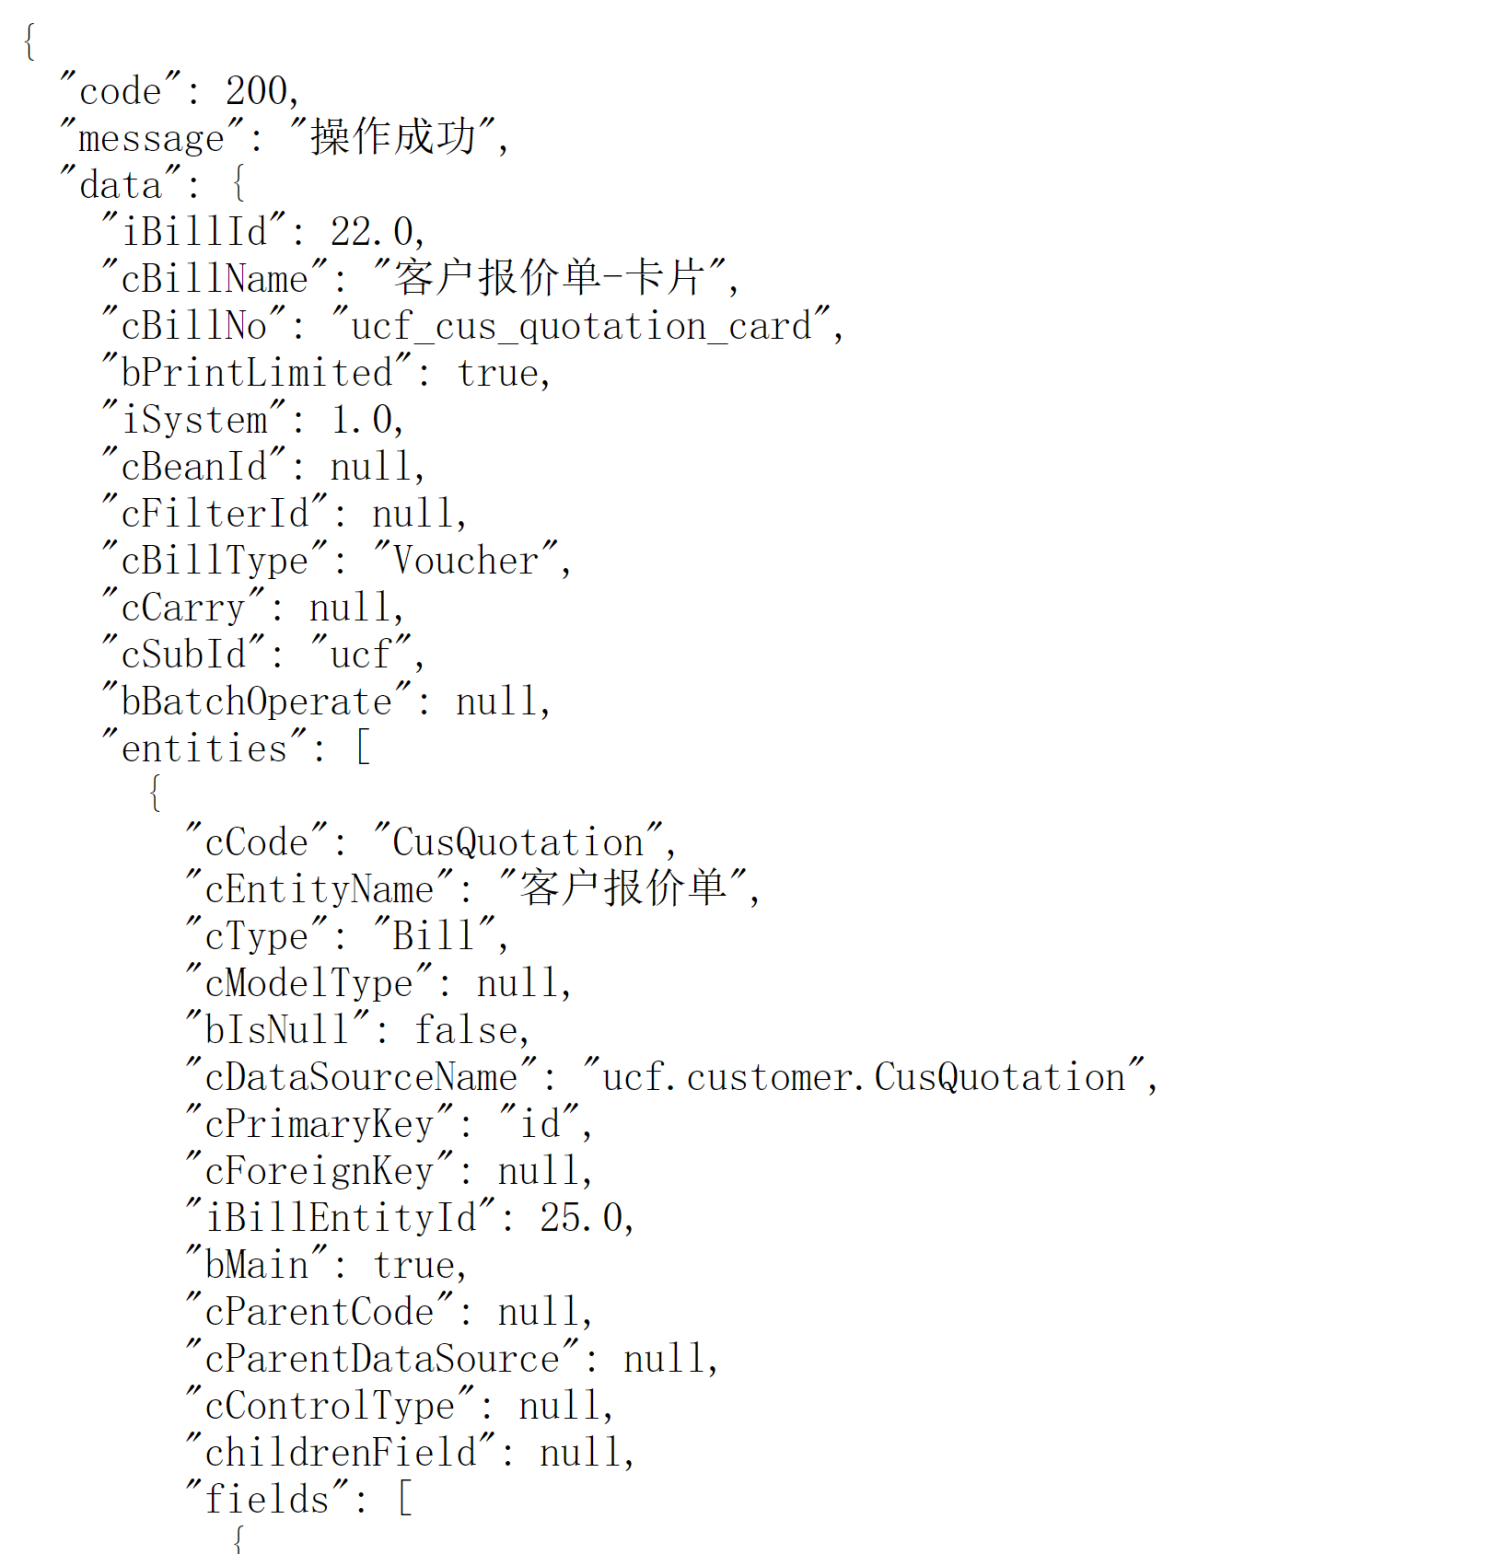 {
  "code": 200,
  "message": "操作成功",
  "data": {
    "iBillId": 22.0,
    "cBillName": "客户报价单-卡片",
    "cBillNo": "ucf_cus_quotation_card",
    "bPrintLimited": true,
    "iSystem": 1.0,
    "cBeanId": null,
    "cFilterId": null,
    "cBillType": "Voucher",
    "cCarry": null,
    "cSubId": "ucf",
    "bBatchOperate": null,
    "entities": [
      {
        "cCode": "CusQuotation",
        "cEntityName": "客户报价单",
        "cType": "Bill",
        "cModelType": null,
        "bIsNull": false,
        "cDataSourceName": "ucf.customer.CusQuotation",
        "cPrimaryKey": "id",
        "cForeignKey": null,
        "iBillEntityId": 25.0,
        "bMain": true,
        "cParentCode": null,
        "cParentDataSource": null,
        "cControlType": null,
        "childrenField": null,
        "fields": [
          {